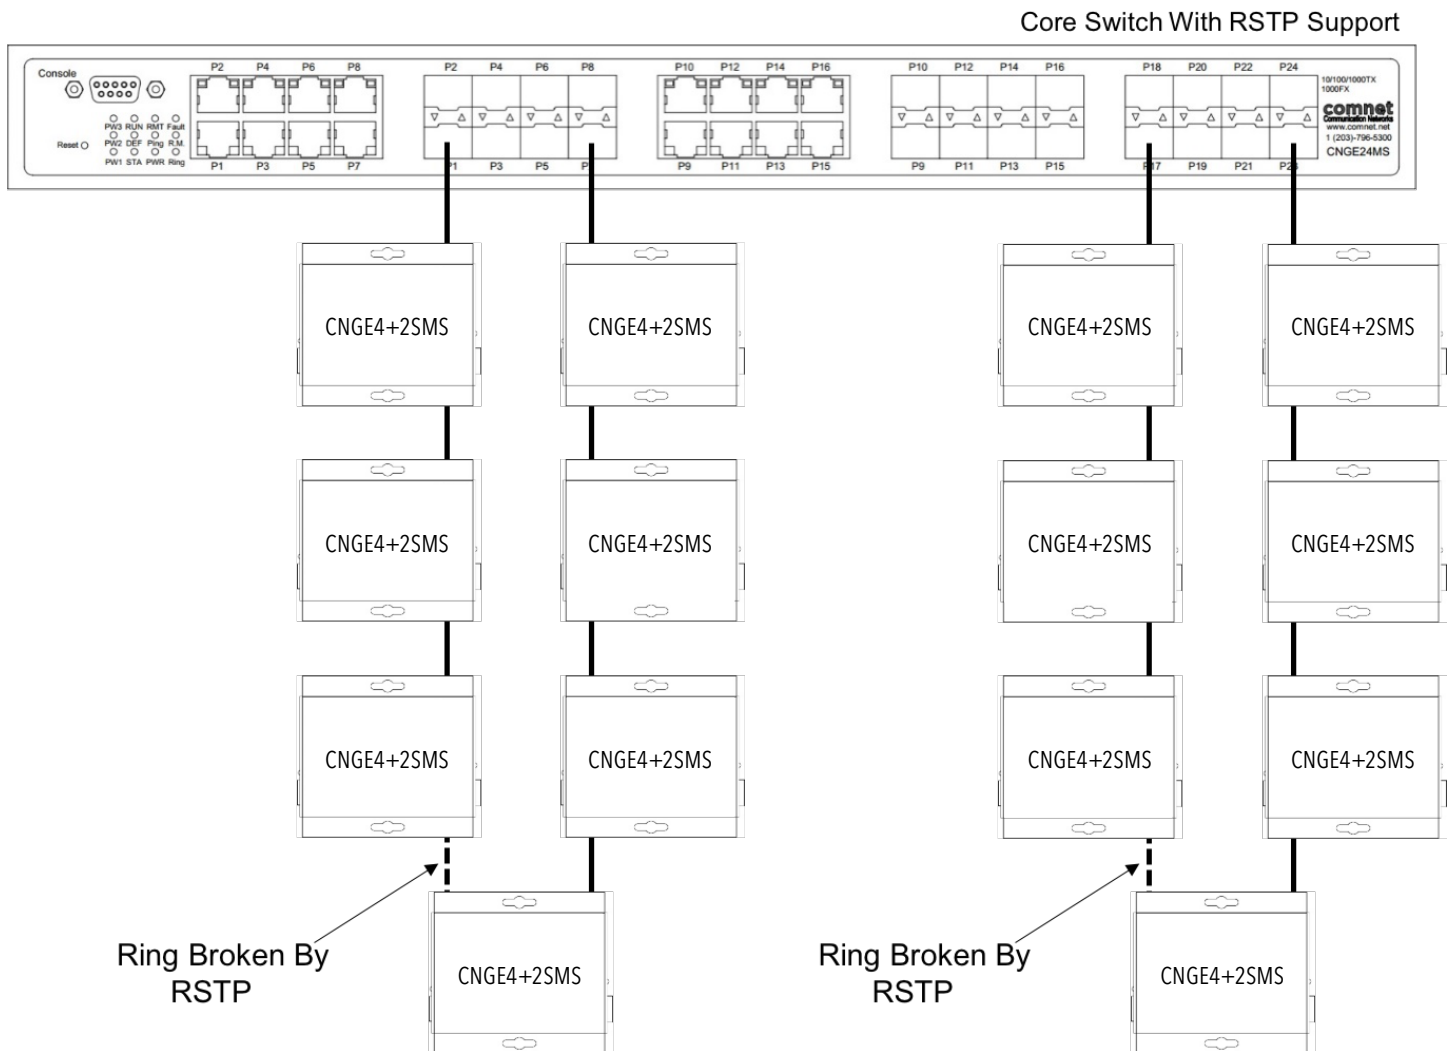 Core Switch With RSTP Support
Console
P2 P4 P6 P8
P2 P4 P6 P8
P10 P12 P14 P16
P10 P12 P14 P16
P18 P20 P22 P24
10/100/1000TX
1000FX
comnet
Communication Networks
www.comnet.net
1 (203)-796-5300
CNGE24MS
PW3 RUN RMT Fault
Reset PW2 DEF Ping R.M.
PW1 STA PWR Ring
P1 P3 P5 P7
P1 P3 P5
P9 P11 P13 P15
P9 P11 P13 P15
P17 P19 P21
CNGE4+2SMS CNGE4+2SMS CNGE4+2SMS CNGE4+2SMS
CNGE4+2SMS CNGE4+2SMS CNGE4+2SMS CNGE4+2SMS
CNGE4+2SMS CNGE4+2SMS CNGE4+2SMS CNGE4+2SMS
Ring Broken By
RSTP
CNGE4+2SMS
Ring Broken By
RSTP
CNGE4+2SMS